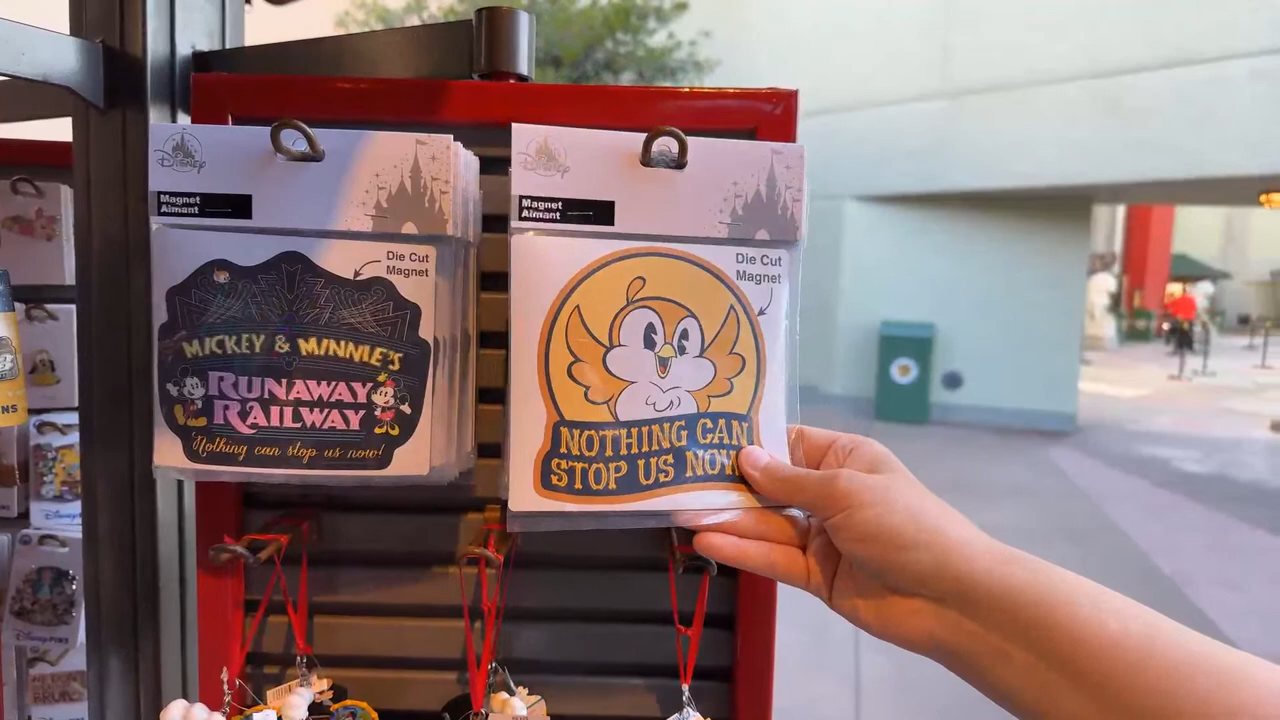 Disney
Magnet
Aimant
Die Cut
Magnet
MICKEY & MINNIE'S
RUNAWAY
RAILWAY
Nothing can stop us now!
Disney
Magnet
Aimant
Die Cut
Magnet
NOTHING CAN
STOP US NOW
NS